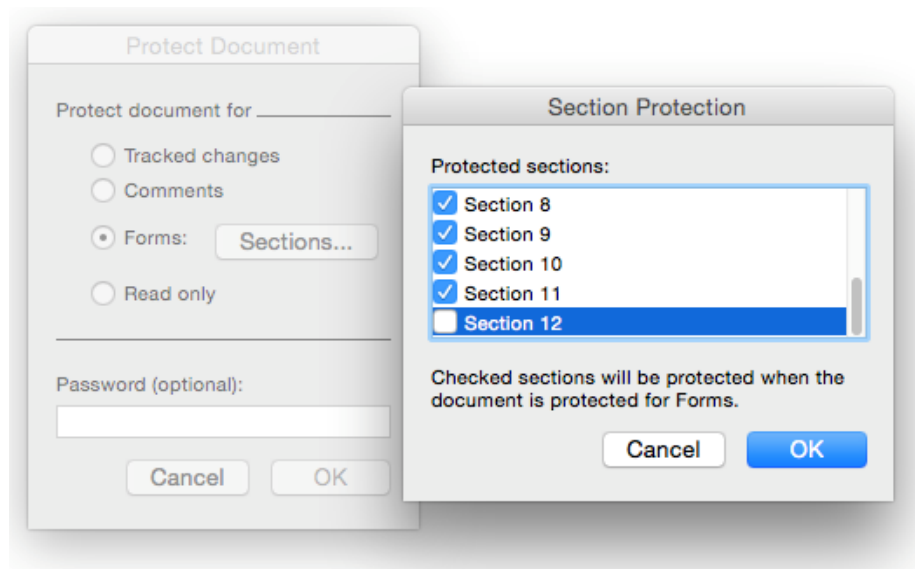 Protect Document
Protect document for
Tracked changes
Comments
Forms: Sections...
Read only
Password (optional):
Cancel OK
Section Protection
Protected sections:
Section 8
Section 9
Section 10
Section 11
Section 12
Checked sections will be protected when the
document is protected for Forms.
Cancel OK